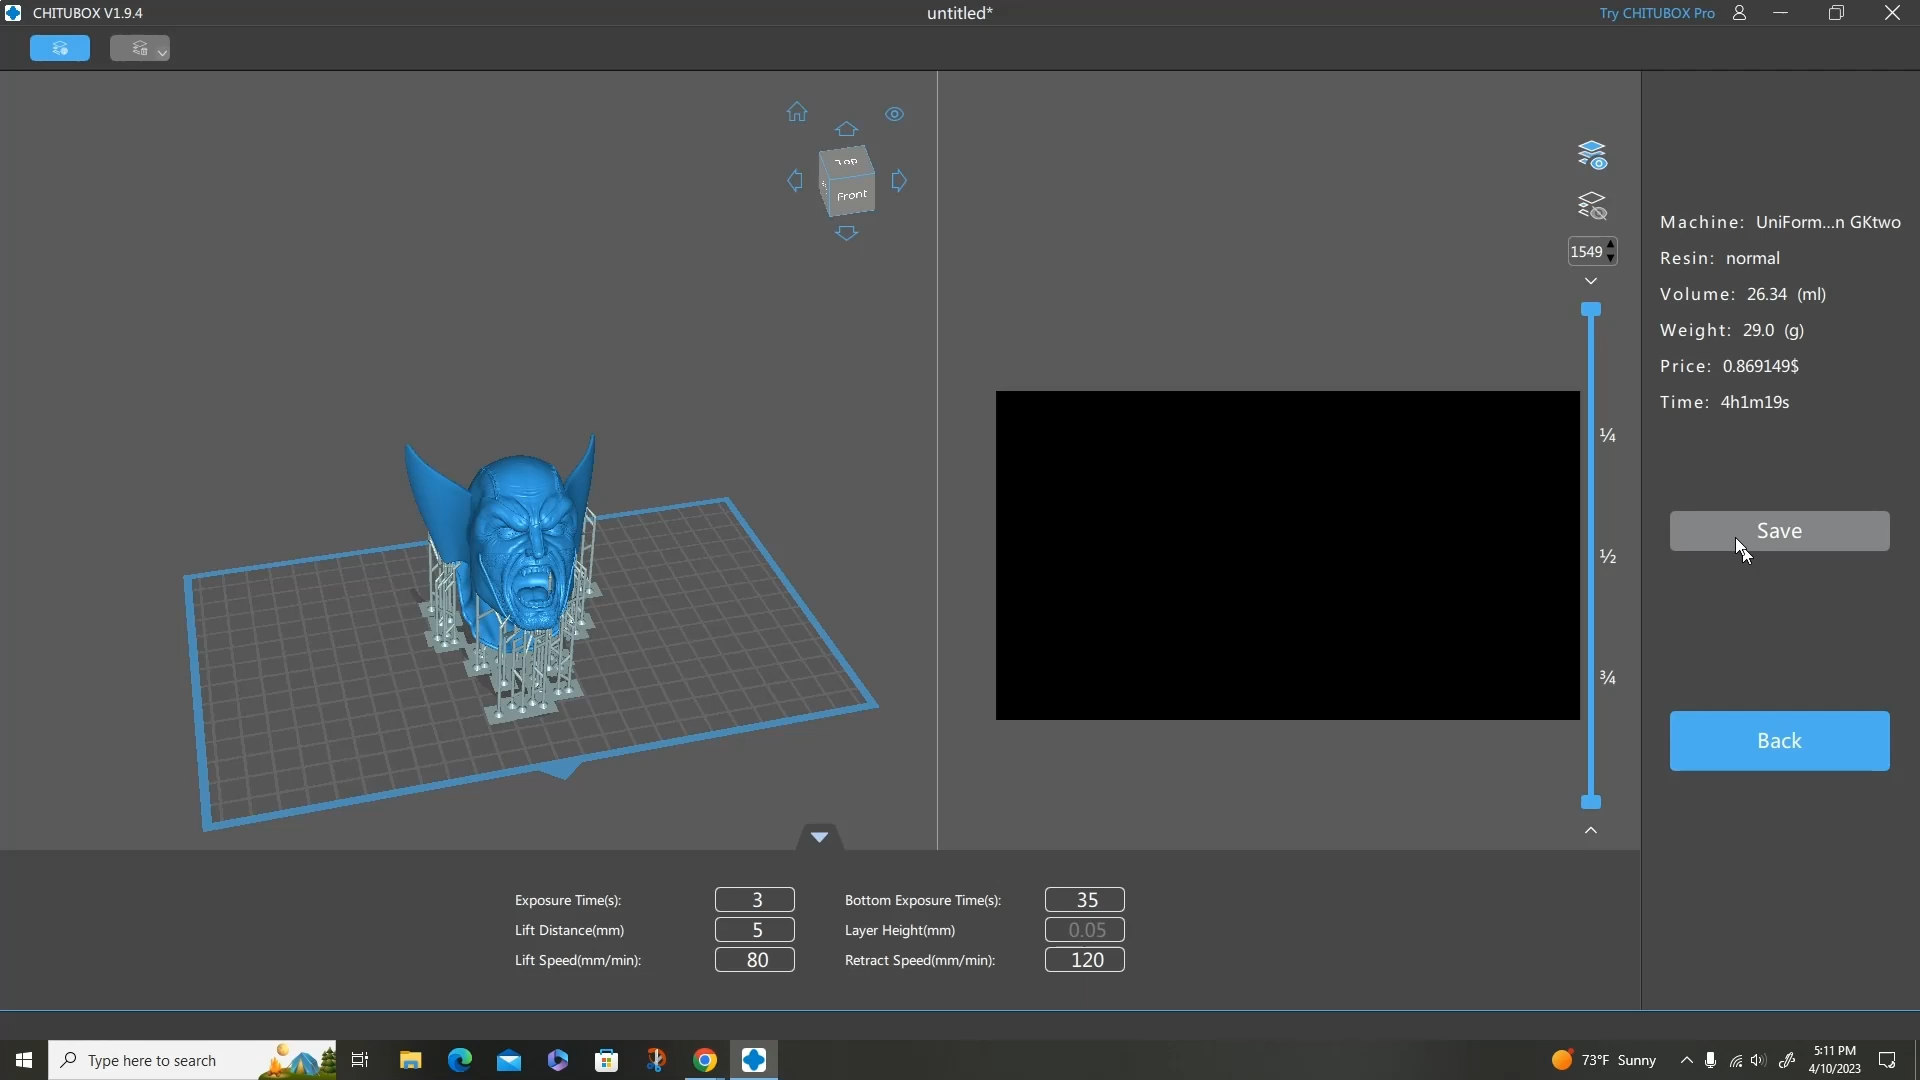 CHITUBOX V1.9.4
untitled*
Try CHITUBOX Pro
Top
Front
1549
¼
½
¾
Machine: UniForm...n GKtwo
Resin: normal
Volume: 26.34 (ml)
Weight: 29.0 (g)
Price: 0.869149$
Time: 4h1m19s
Save
Back
Exposure Time(s): 3
Bottom Exposure Time(s): 35
Lift Distance(mm) 5
Layer Height(mm) 0.05
Lift Speed(mm/min): 80
Retract Speed(mm/min): 120
Type here to search
73°F Sunny
5:11 PM
4/10/2023